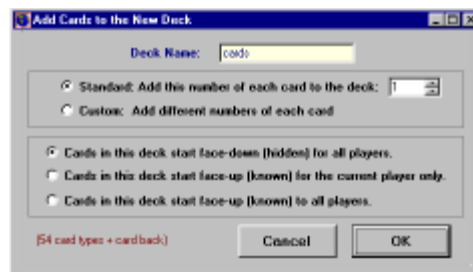 Add Cards to the New Deck
Deck Name: cards
Standard: Add this number of each card to the deck: 1
Custom: Add different numbers of each card
Cards in this deck start face-down (hidden) for all players.
Cards in this deck start face-up (known) for the current player only.
Cards in this deck start face-up (known) to all players.
(54 card types + card back)
Cancel OK